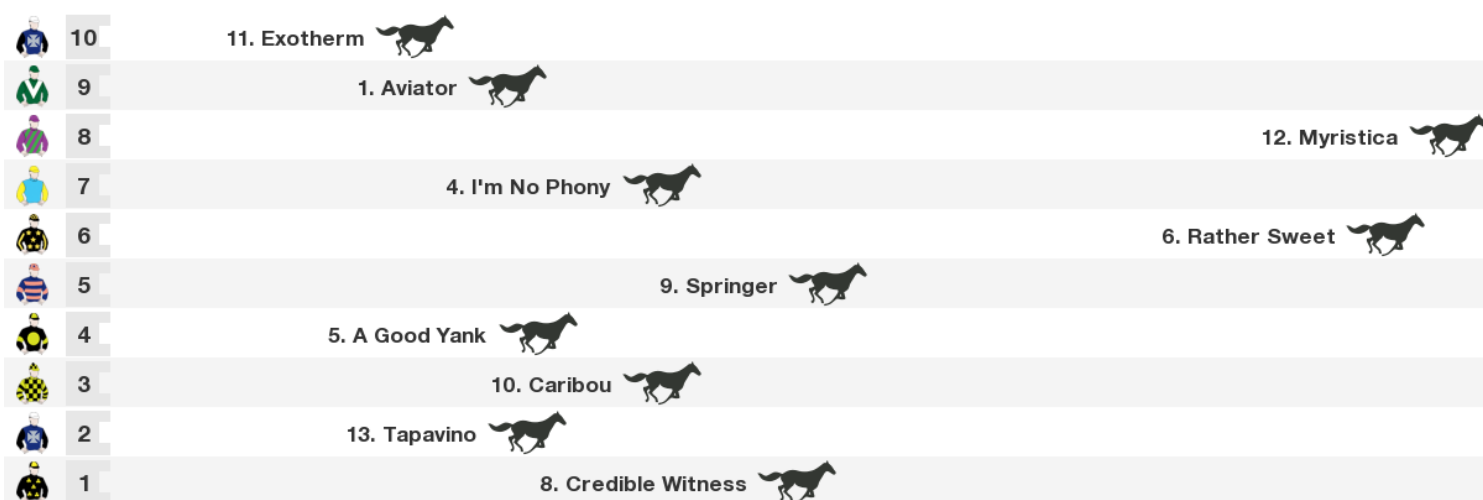 10 11. Exotherm
9 1. Aviator
8 12. Myristica
7 4. I'm No Phony
6 6. Rather Sweet
5 9. Springer
4 5. A Good Yank
3 10. Caribou
2 13. Tapavino
1 8. Credible Witness